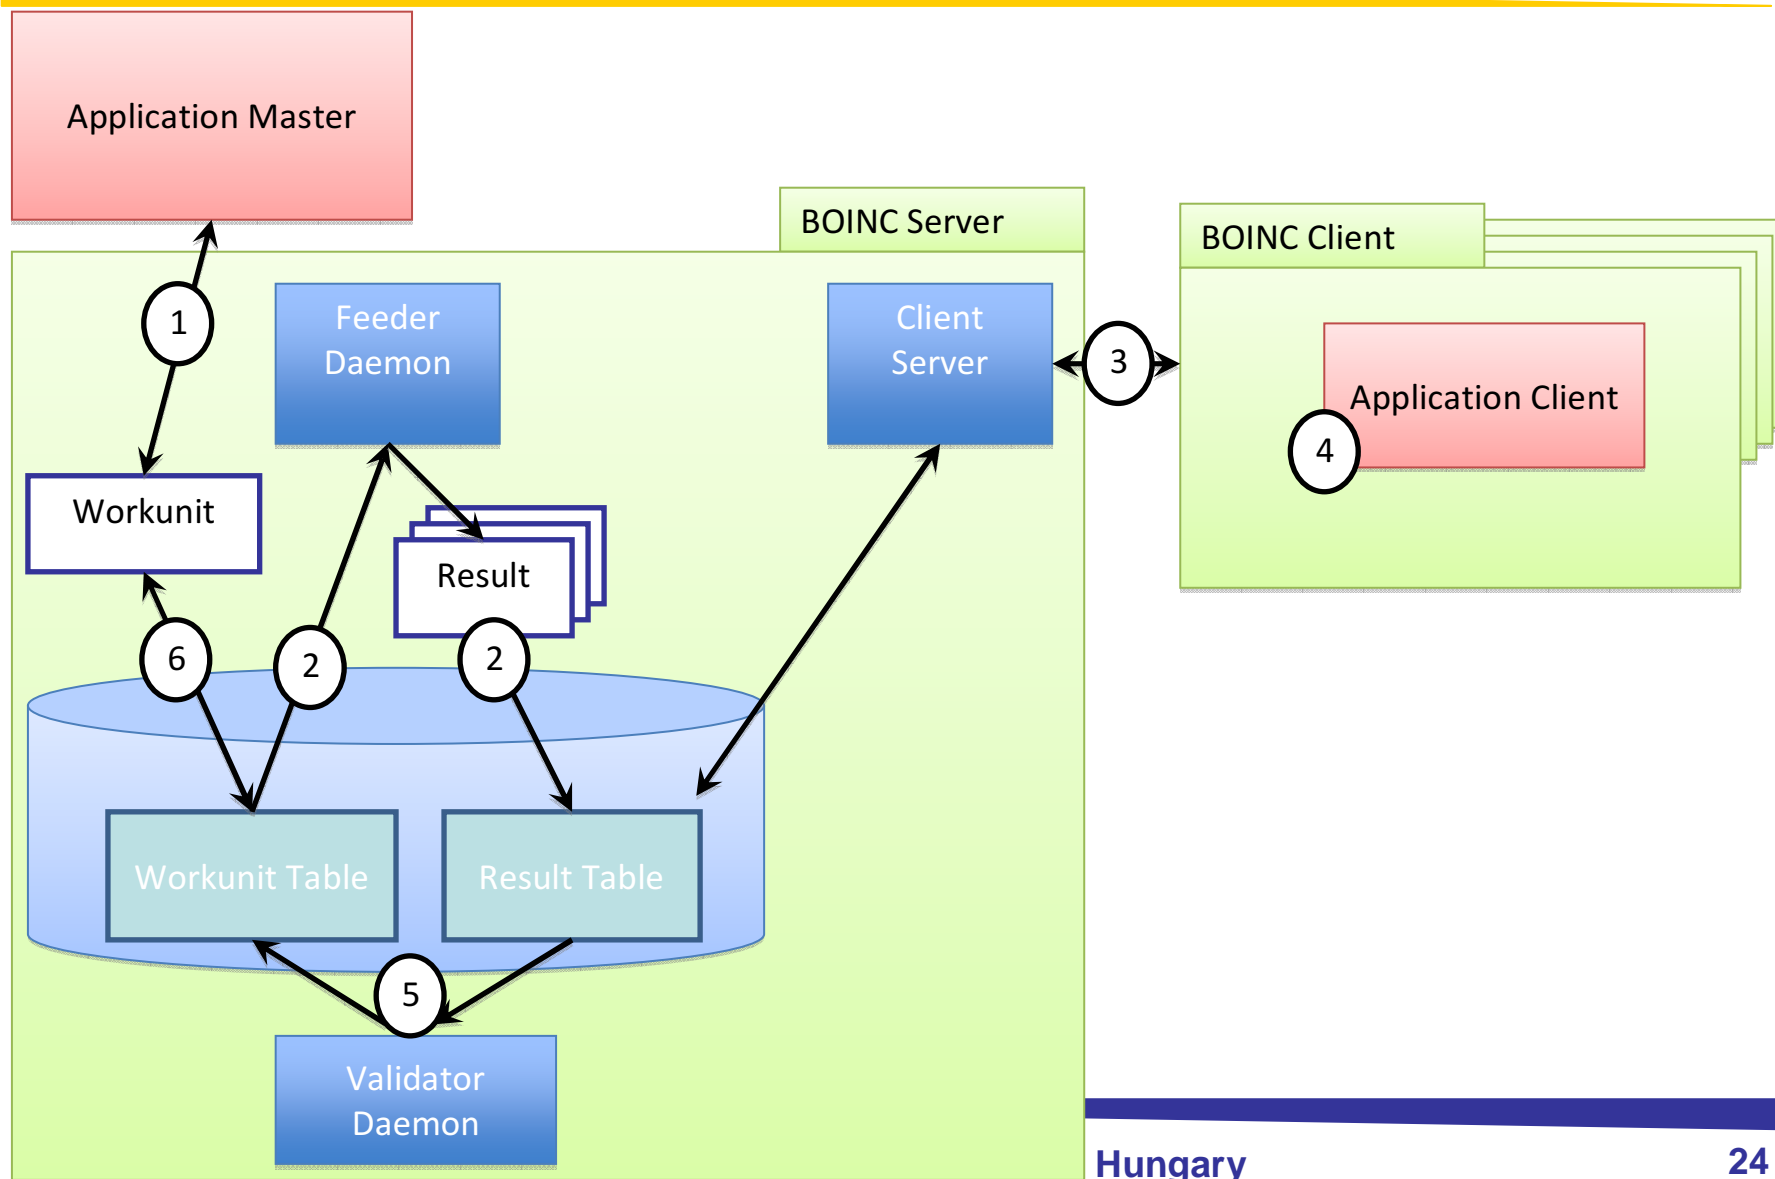 Application Master
BOINC Server
BOINC Client
1
Feeder
Daemon
Client
Server
3
Application Client
4
Workunit
Result
6
2
2
Workunit Table
Result Table
5
Validator
Daemon
Hungary
24